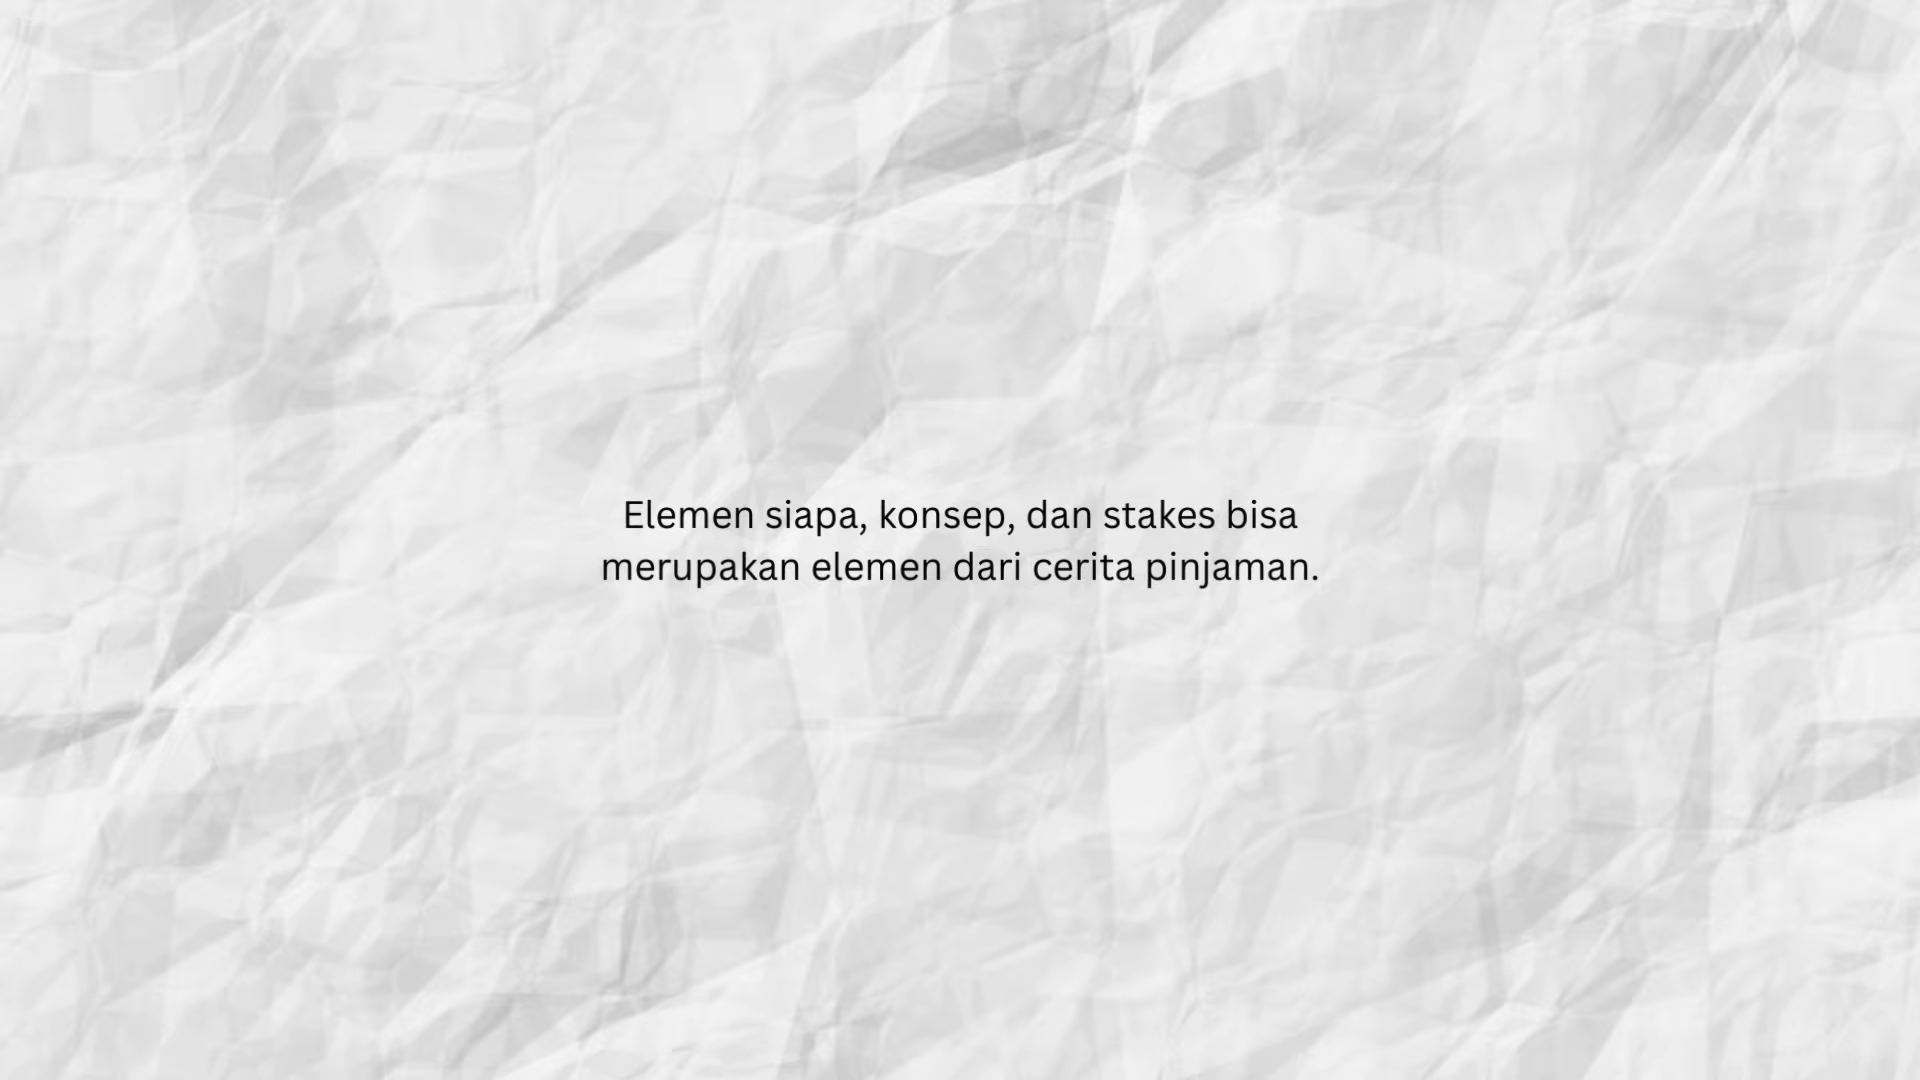 Elemen siapa, konsep, dan stakes bisa
merupakan elemen dari cerita pinjaman.